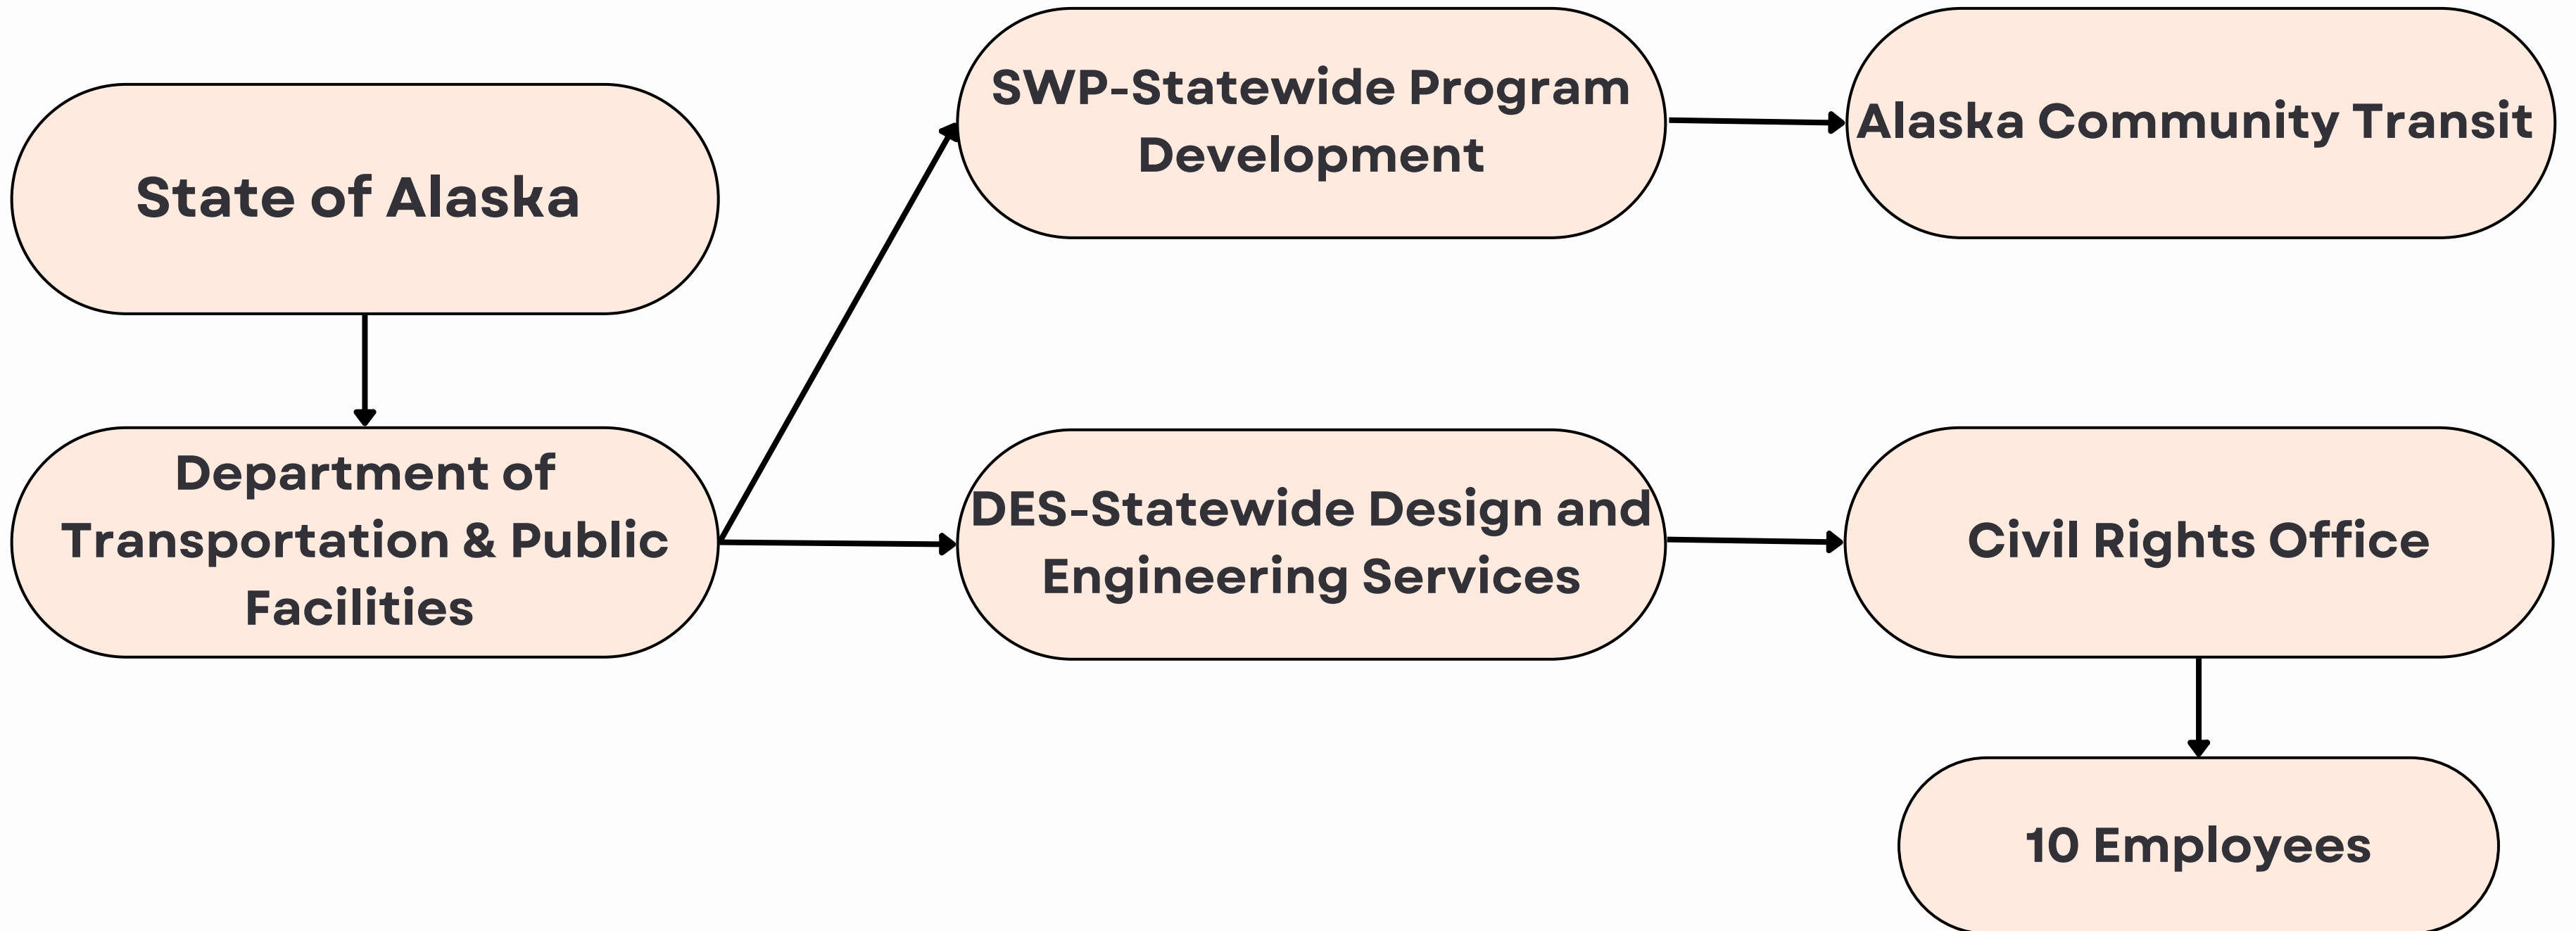 State of Alaska
Department of
Transportation & Public
Facilities
SWP-Statewide Program
Development
Alaska Community Transit
DES-Statewide Design and
Engineering Services
Civil Rights Office
10 Employees